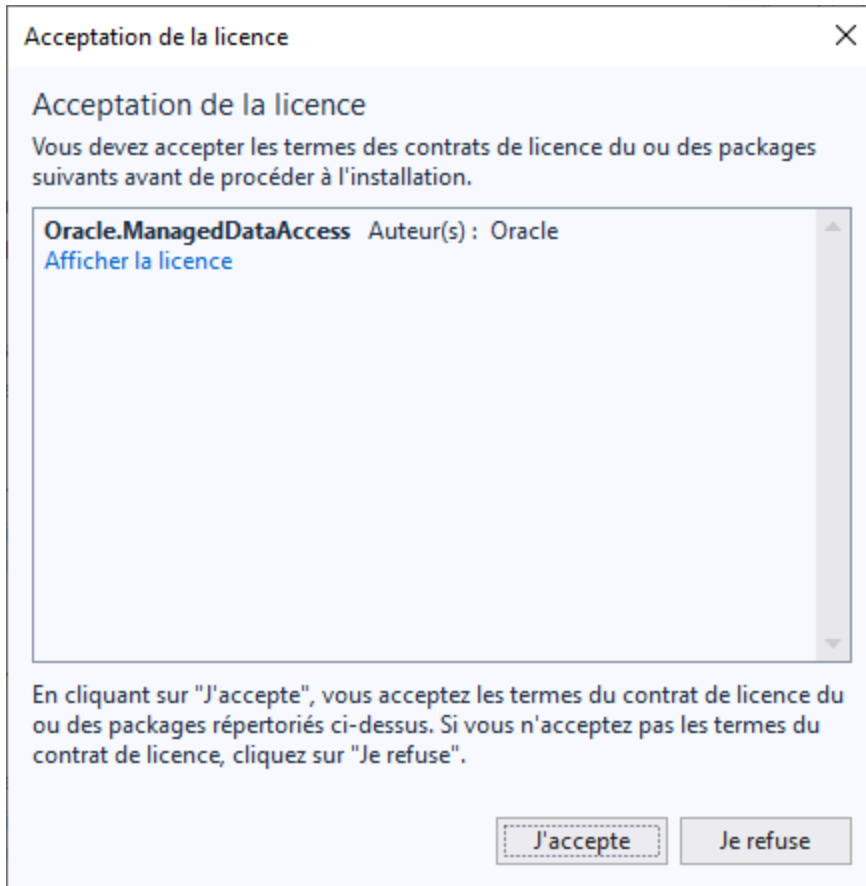 Acceptation de la licence
Acceptation de la licence
Vous devez accepter les termes des contrats de licence du ou des packages
suivants avant de procéder à l'installation.
Oracle.ManagedDataAccess Auteur(s) : Oracle
Afficher la licence
En cliquant sur "J'accepte", vous acceptez les termes du contrat de licence du
ou des packages répertoriés ci-dessus. Si vous n'acceptez pas les termes du
contrat de licence, cliquez sur "Je refuse".
J'accepte Je refuse